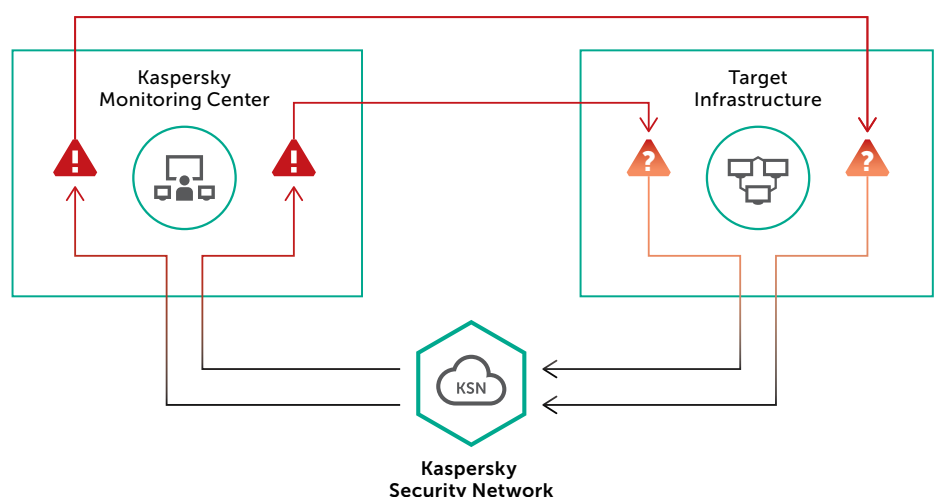 Kaspersky
Monitoring Center
Target
Infrastructure
!
!
?
?
KSN
Kaspersky
Security Network